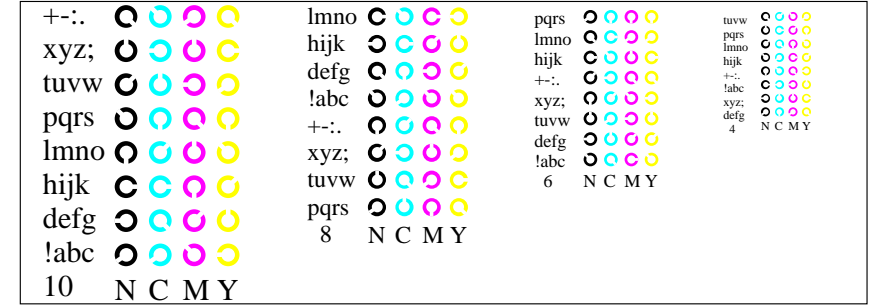 +-:.
xyz;
tuvw
pqrs
lmno
hijk
defg
!abc
10 N C M Y
lmno
hijk
defg
!abc
+-:.
xyz;
tuvw
pqrs
8 N C M Y
pqrs
lmno
hijk
+-:.
xyz;
tuvw
defg
!abc
6 N C M Y
tuvw
pqrs
lmno
hijk
+-:.
!abc
xyz;
defg
4 N C M Y